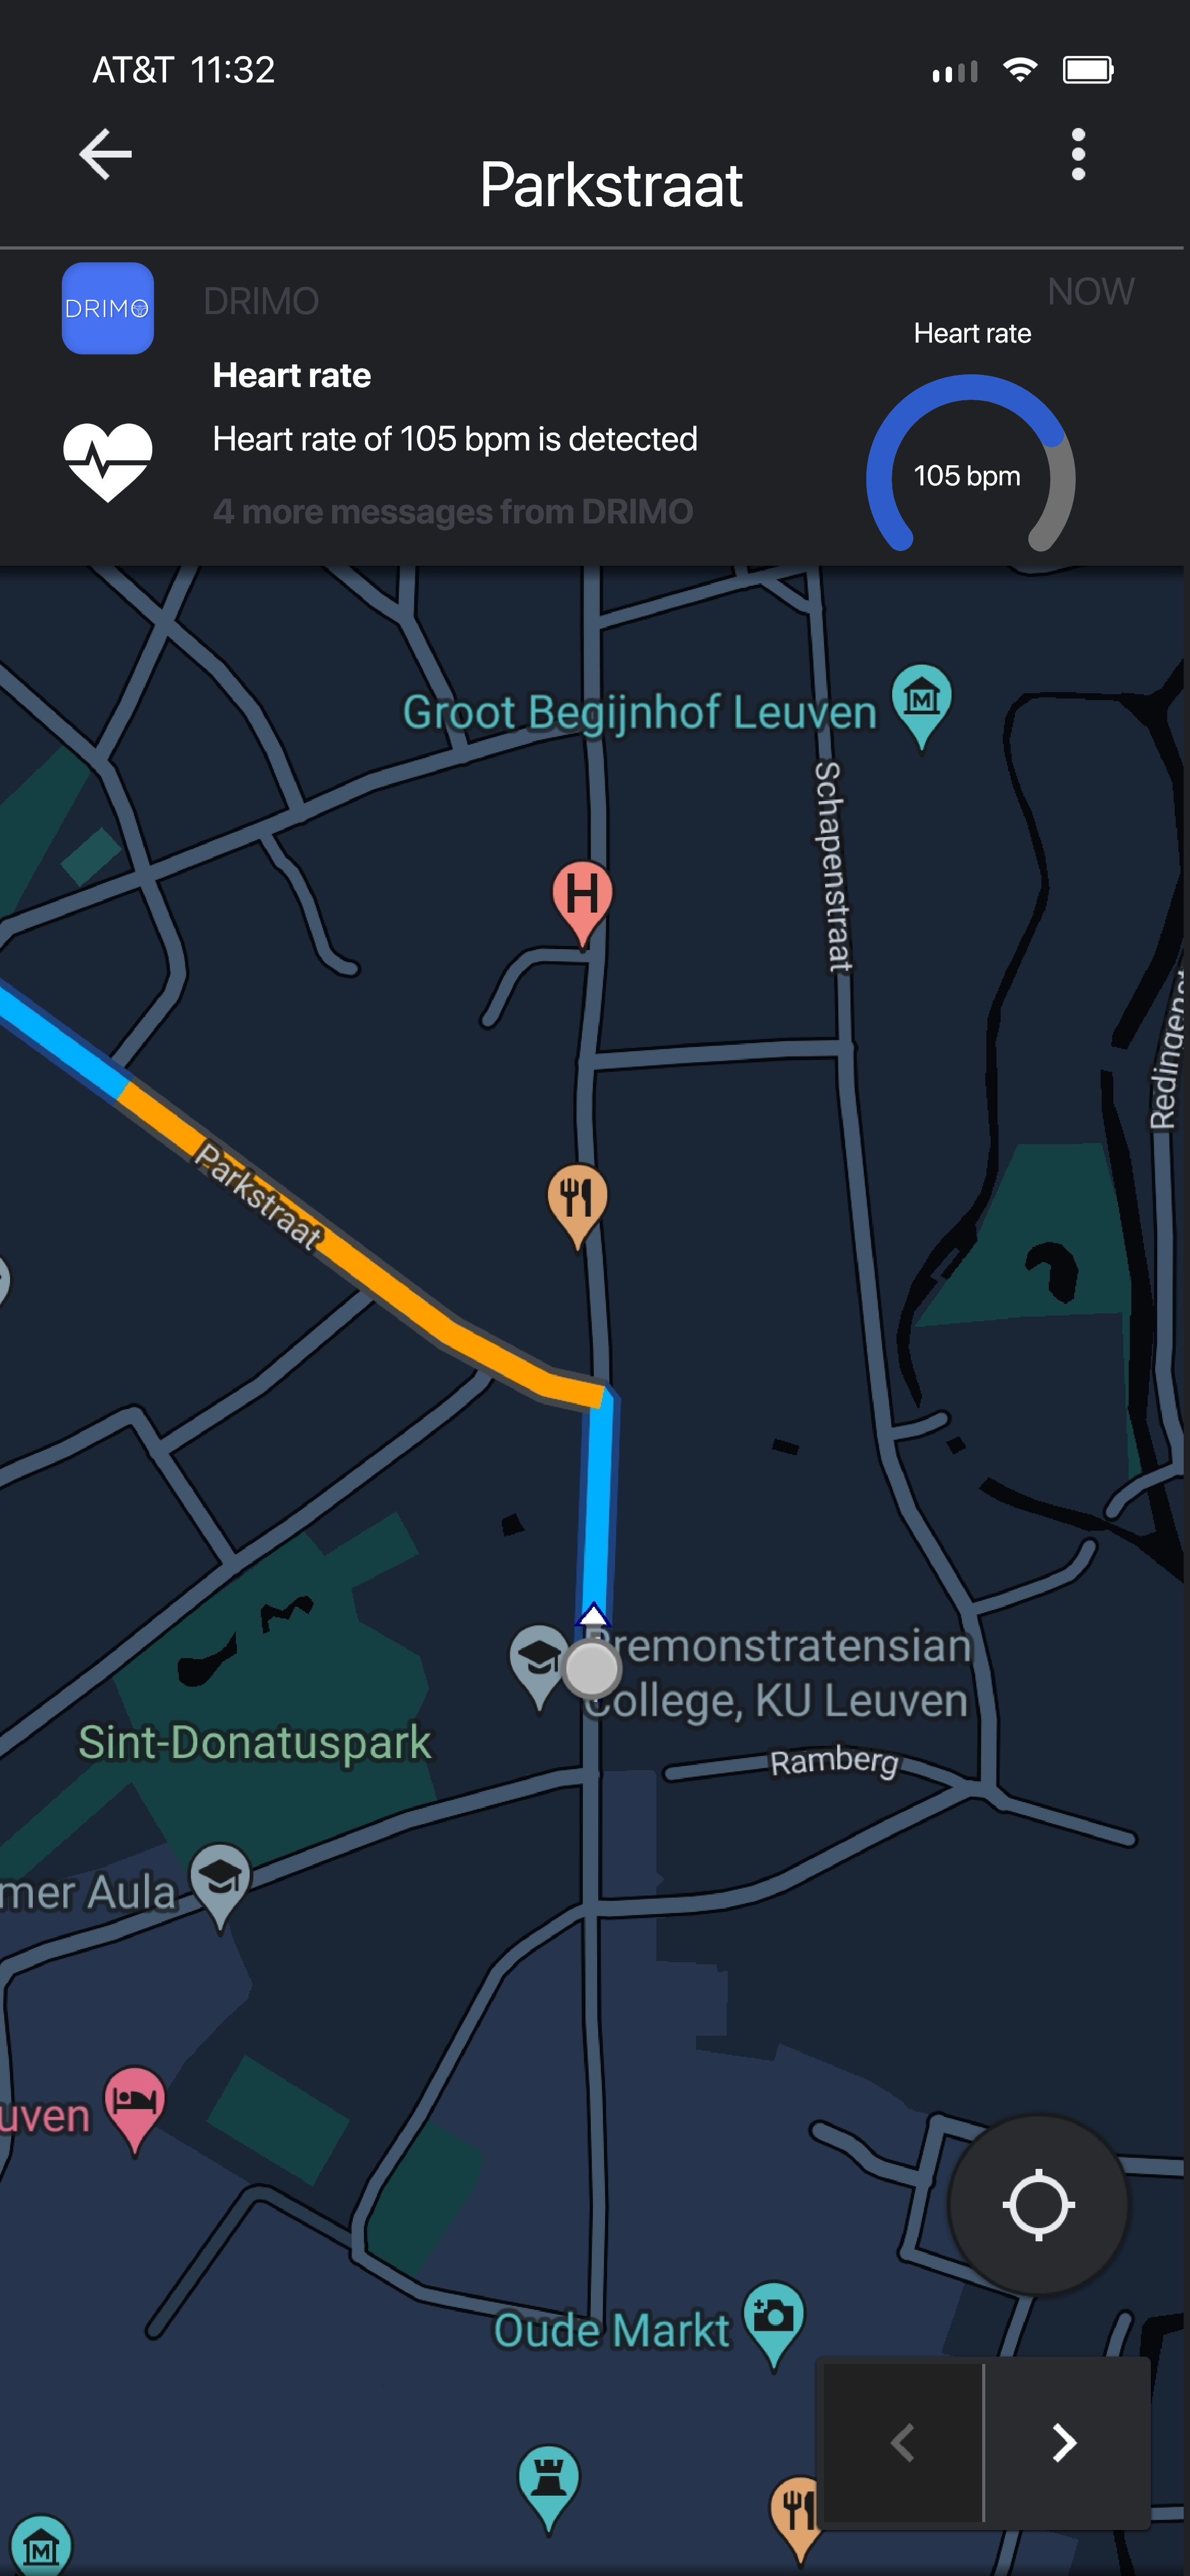 AT&T 11:32
Parkstraat
DRIMO
DRIMO
NOW
Heart rate
Heart rate
Heart rate of 105 bpm is detected
105 bpm
4 more messages from DRIMO
Groot Begijnhof Leuven
M
Schapenstraat
H
Parkstraat
Premonstratensian
College, KU Leuven
Sint-Donatuspark
Ramberg
mer Aula
uven
Oude Markt
M